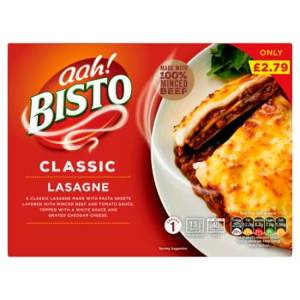 aah!
BISTO
CLASSIC
LASAGNE
A CLASSIC LASAGNE MADE WITH PASTA SHEETS
LAYERED WITH MINCED BEEF AND TOMATO SAUCE,
TOPPED WITH A WHITE SAUCE AND
GRATED CHEDDAR CHEESE.
MADE WITH
100%
MINCED
BEEF
ONLY
£2.79
1
Serving Suggestion